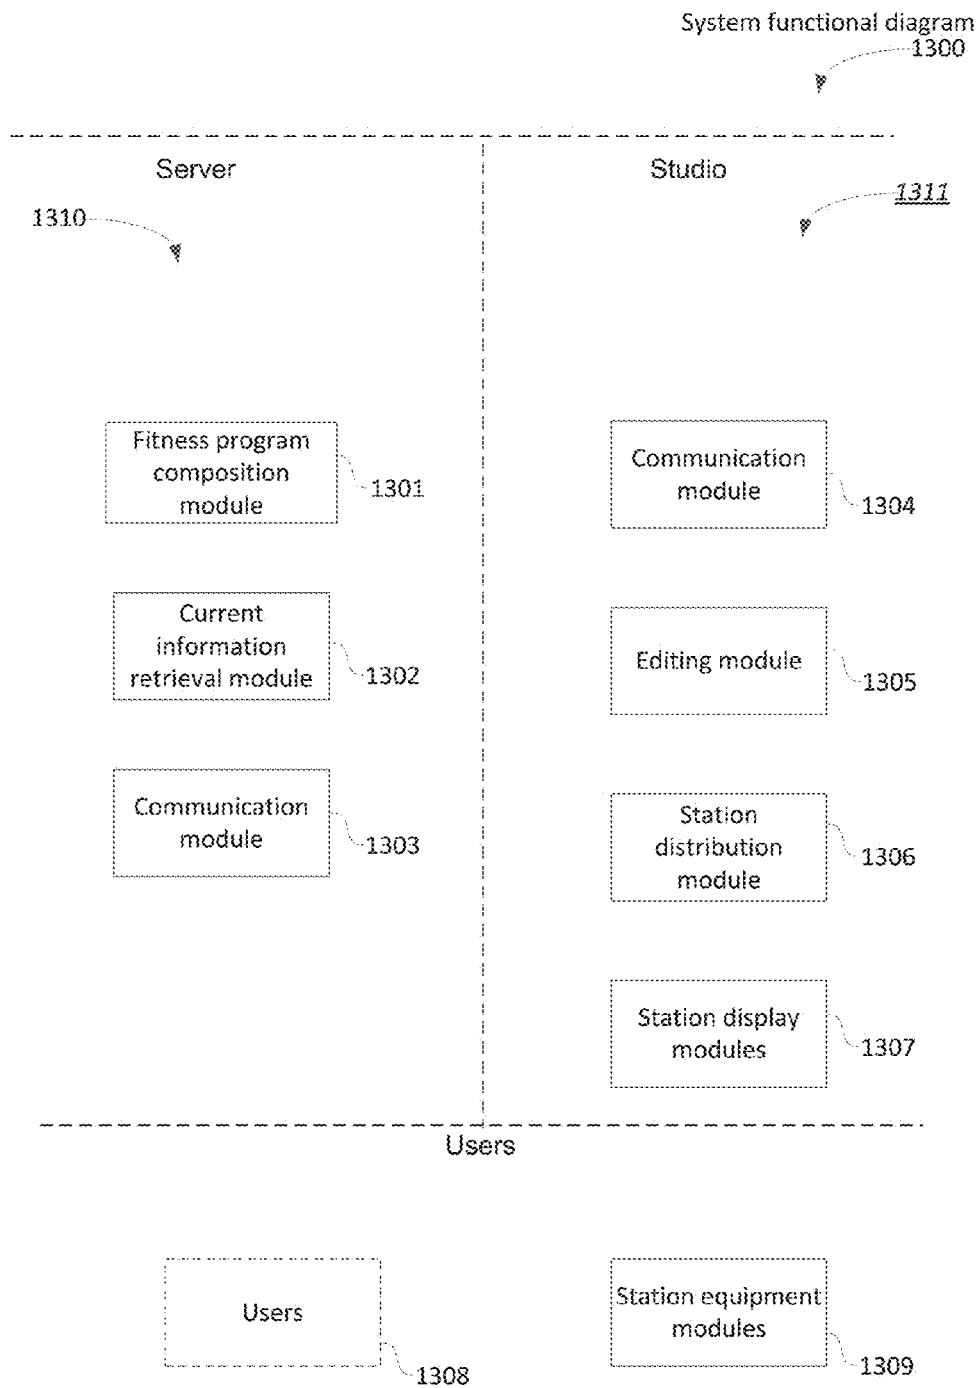 System functional diagram
1300
Server
Studio
1310
1311
Fitness program
composition
module
1301
Current
information
retrieval module
1302
Communication
module
1303
Communication
module
1304
Editing module
1305
Station
distribution
module
1306
Station display
modules
1307
Users
Users
1308
Station equipment
modules
1309